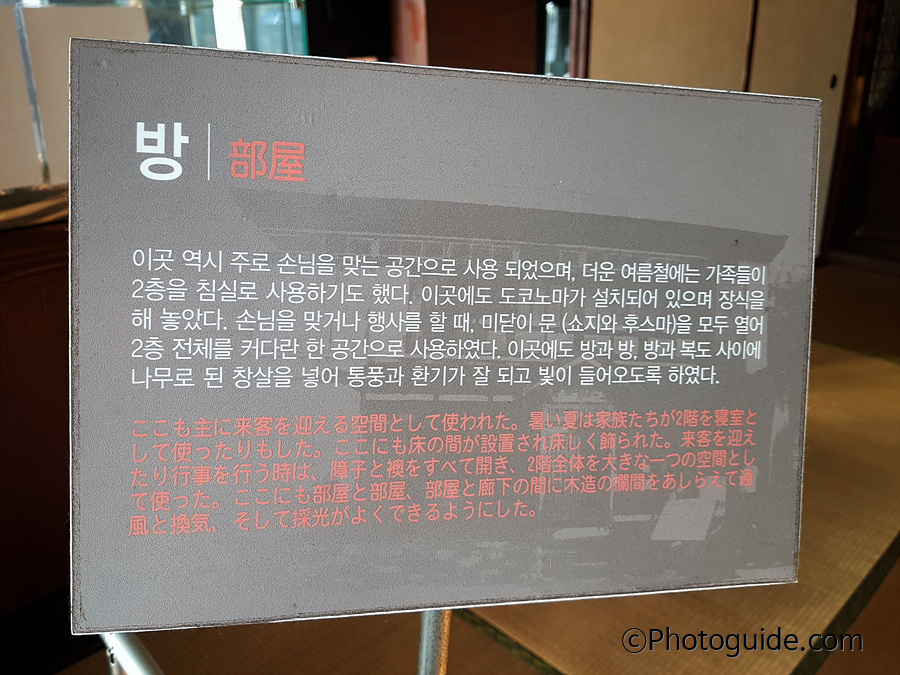 방 | 部屋
이곳 역시 주로 손님을 맞는 공간으로 사용 되었으며, 더운 여름철에는 가족들이
2층을 침실로 사용하기도 했다. 이곳에도 도코노마가 설치되어 있으며 장식을
해 놓았다. 손님을 맞거나 행사를 할 때, 미닫이 문 (쇼지와 후스마)을 모두 열어
2층 전체를 커다란 한 공간으로 사용하였다. 이곳에도 방과 방, 방과 복도 사이에
나무로 된 창살을 넣어 통풍과 환기가 잘 되고 빛이 들어오도록 하였다.
ここも主に来客を迎える空間として使われた。暑い夏は家族たちが2階を寝室と
して使ったりもした。ここにも床の間が設置され床しく飾られた。来客を迎え
たり行事を行う時は、障子と襖をすべて開き、2階全体を大きな一つの空間とし
て使った。ここにも部屋と部屋、部屋と廊下の間に木造の欄間をあしらえて通
風と換気、そして採光がよくできるようにした。
©Photoguide.com